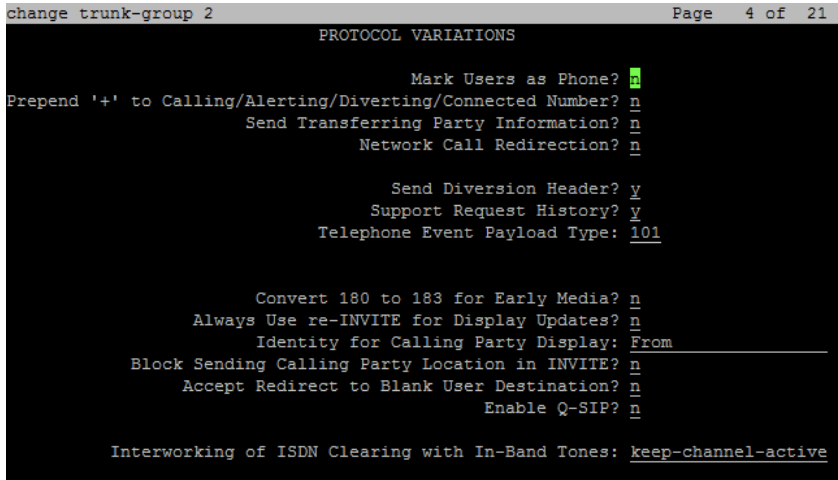 change trunk-group 2 Page 4 of 21
PROTOCOL VARIATIONS
Mark Users as Phone? n
Prepend '+' to Calling/Alerting/Diverting/Connected Number? n
Send Transferring Party Information? n
Network Call Redirection? n
Send Diversion Header? y
Support Request History? y
Telephone Event Payload Type: 101
Convert 180 to 183 for Early Media? n
Always Use re-INVITE for Display Updates? n
Identity for Calling Party Display: From
Block Sending Calling Party Location in INVITE? n
Accept Redirect to Blank User Destination? n
Enable Q-SIP? n
Interworking of ISDN Clearing with In-Band Tones: keep-channel-active